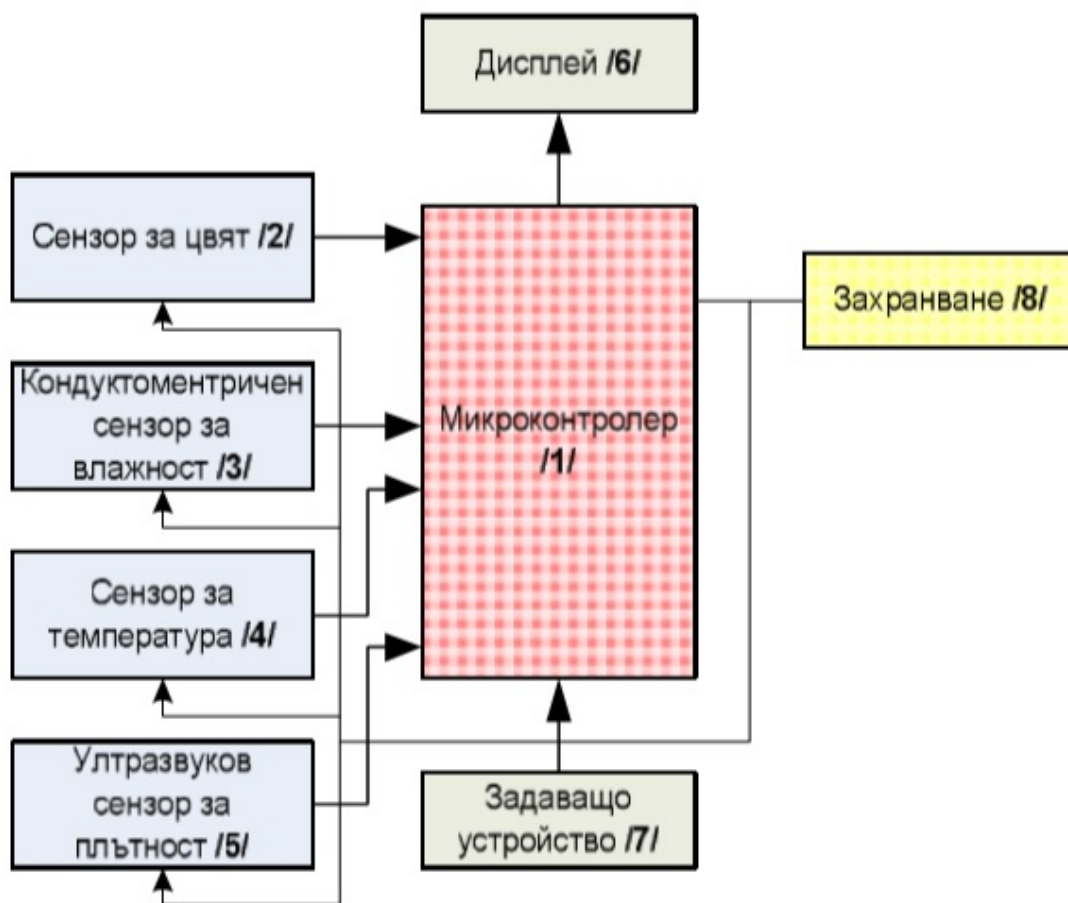 Дисплей /6/
Сензор за цвят /2/
Захранване /8/
Кондуктоментричен
сензор за
влажност /3/
Микроконтролер
/1/
Сензор за
температура /4/
Ултразвуков
сензор за
плътност /5/
Задаващо
устройство /7/